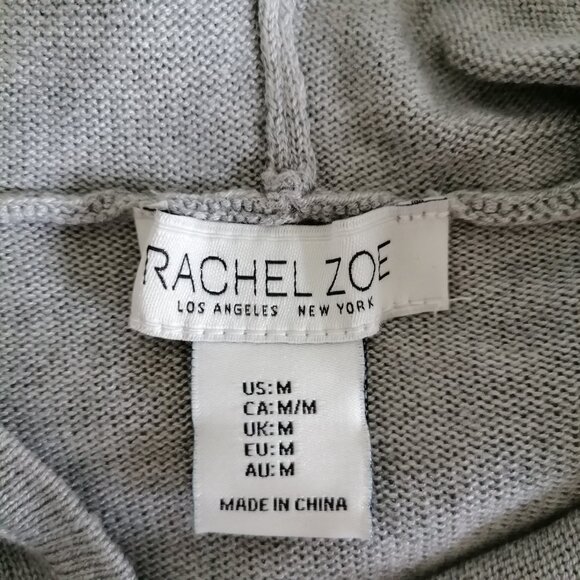 RACHEL ZOE
LOS ANGELES NEW YORK
US: M
CA: M/M
UK: M
EU: M
AU: M
MADE IN CHINA